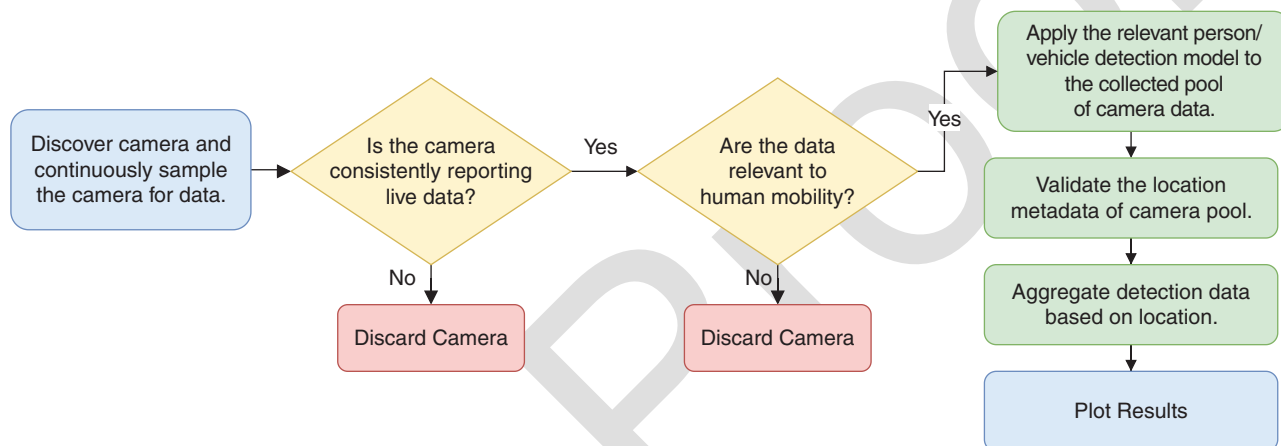 Discover camera and
continuously sample
the camera for data.
Is the camera
consistently reporting
live data?
Yes
No
Discard Camera
Are the data
relevant to
human mobility?
Yes
No
Discard Camera
Apply the relevant person/
vehicle detection model to
the collected pool
of camera data.
Validate the location
metadata of camera pool.
Aggregate detection data
based on location.
Plot Results